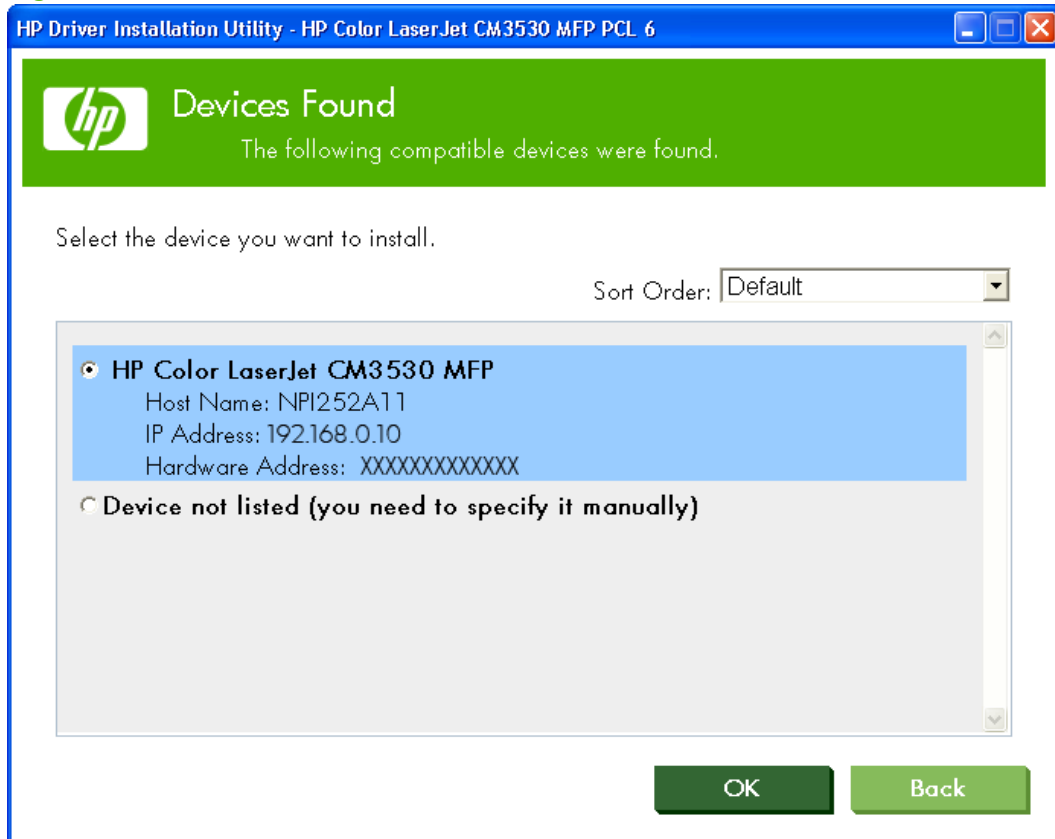 HP Driver Installation Utility - HP Color LaserJet CM3530 MFP PCL 6
hp
Devices Found
The following compatible devices were found.
Select the device you want to install.
Sort Order: Default
HP Color LaserJet CM3530 MFP
Host Name: NPI252A11
IP Address: 192.168.0.10
Hardware Address: XXXXXXXXXXXXX
Device not listed (you need to specify it manually)
OK Back